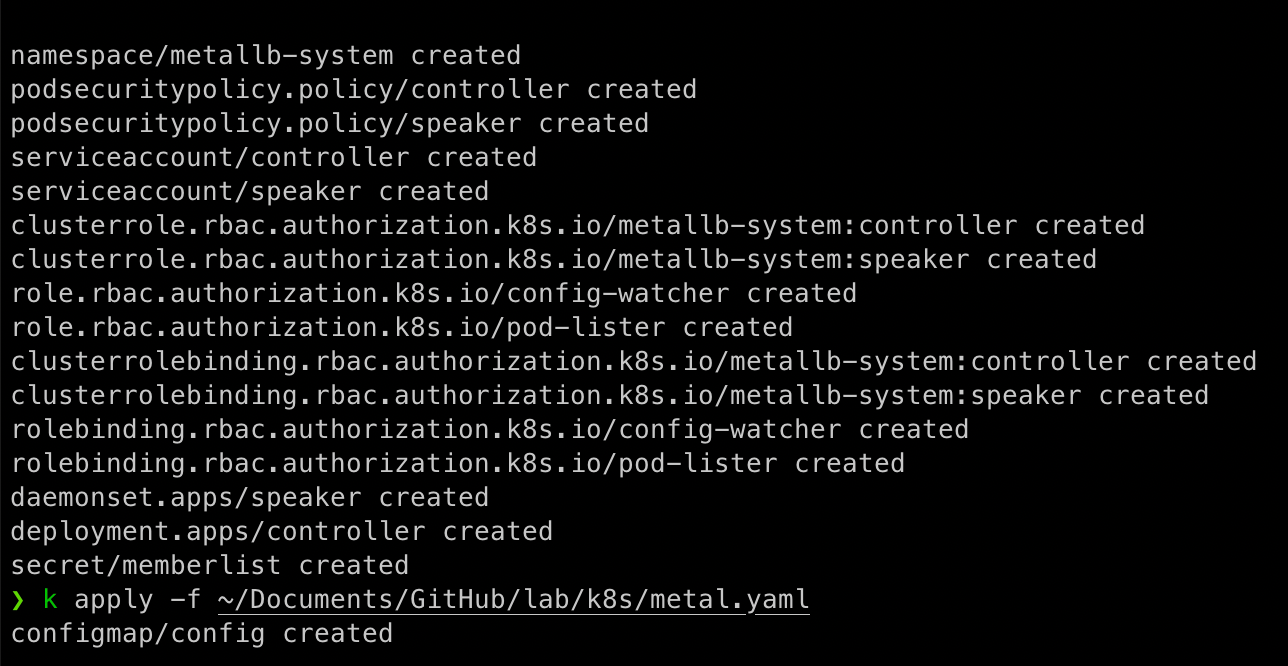 namespace/metallb-system created
podsecuritypolicy.policy/controller created
podsecuritypolicy.policy/speaker created
serviceaccount/controller created
serviceaccount/speaker created
clusterrole.rbac.authorization.k8s.io/metallb-system:controller created
clusterrole.rbac.authorization.k8s.io/metallb-system:speaker created
role.rbac.authorization.k8s.io/config-watcher created
role.rbac.authorization.k8s.io/pod-lister created
clusterrolebinding.rbac.authorization.k8s.io/metallb-system:controller created
clusterrolebinding.rbac.authorization.k8s.io/metallb-system:speaker created
rolebinding.rbac.authorization.k8s.io/config-watcher created
rolebinding.rbac.authorization.k8s.io/pod-lister created
daemonset.apps/speaker created
deployment.apps/controller created
secret/memberlist created
❯ k apply -f ~/Documents/GitHub/lab/k8s/metal.yaml
configmap/config created